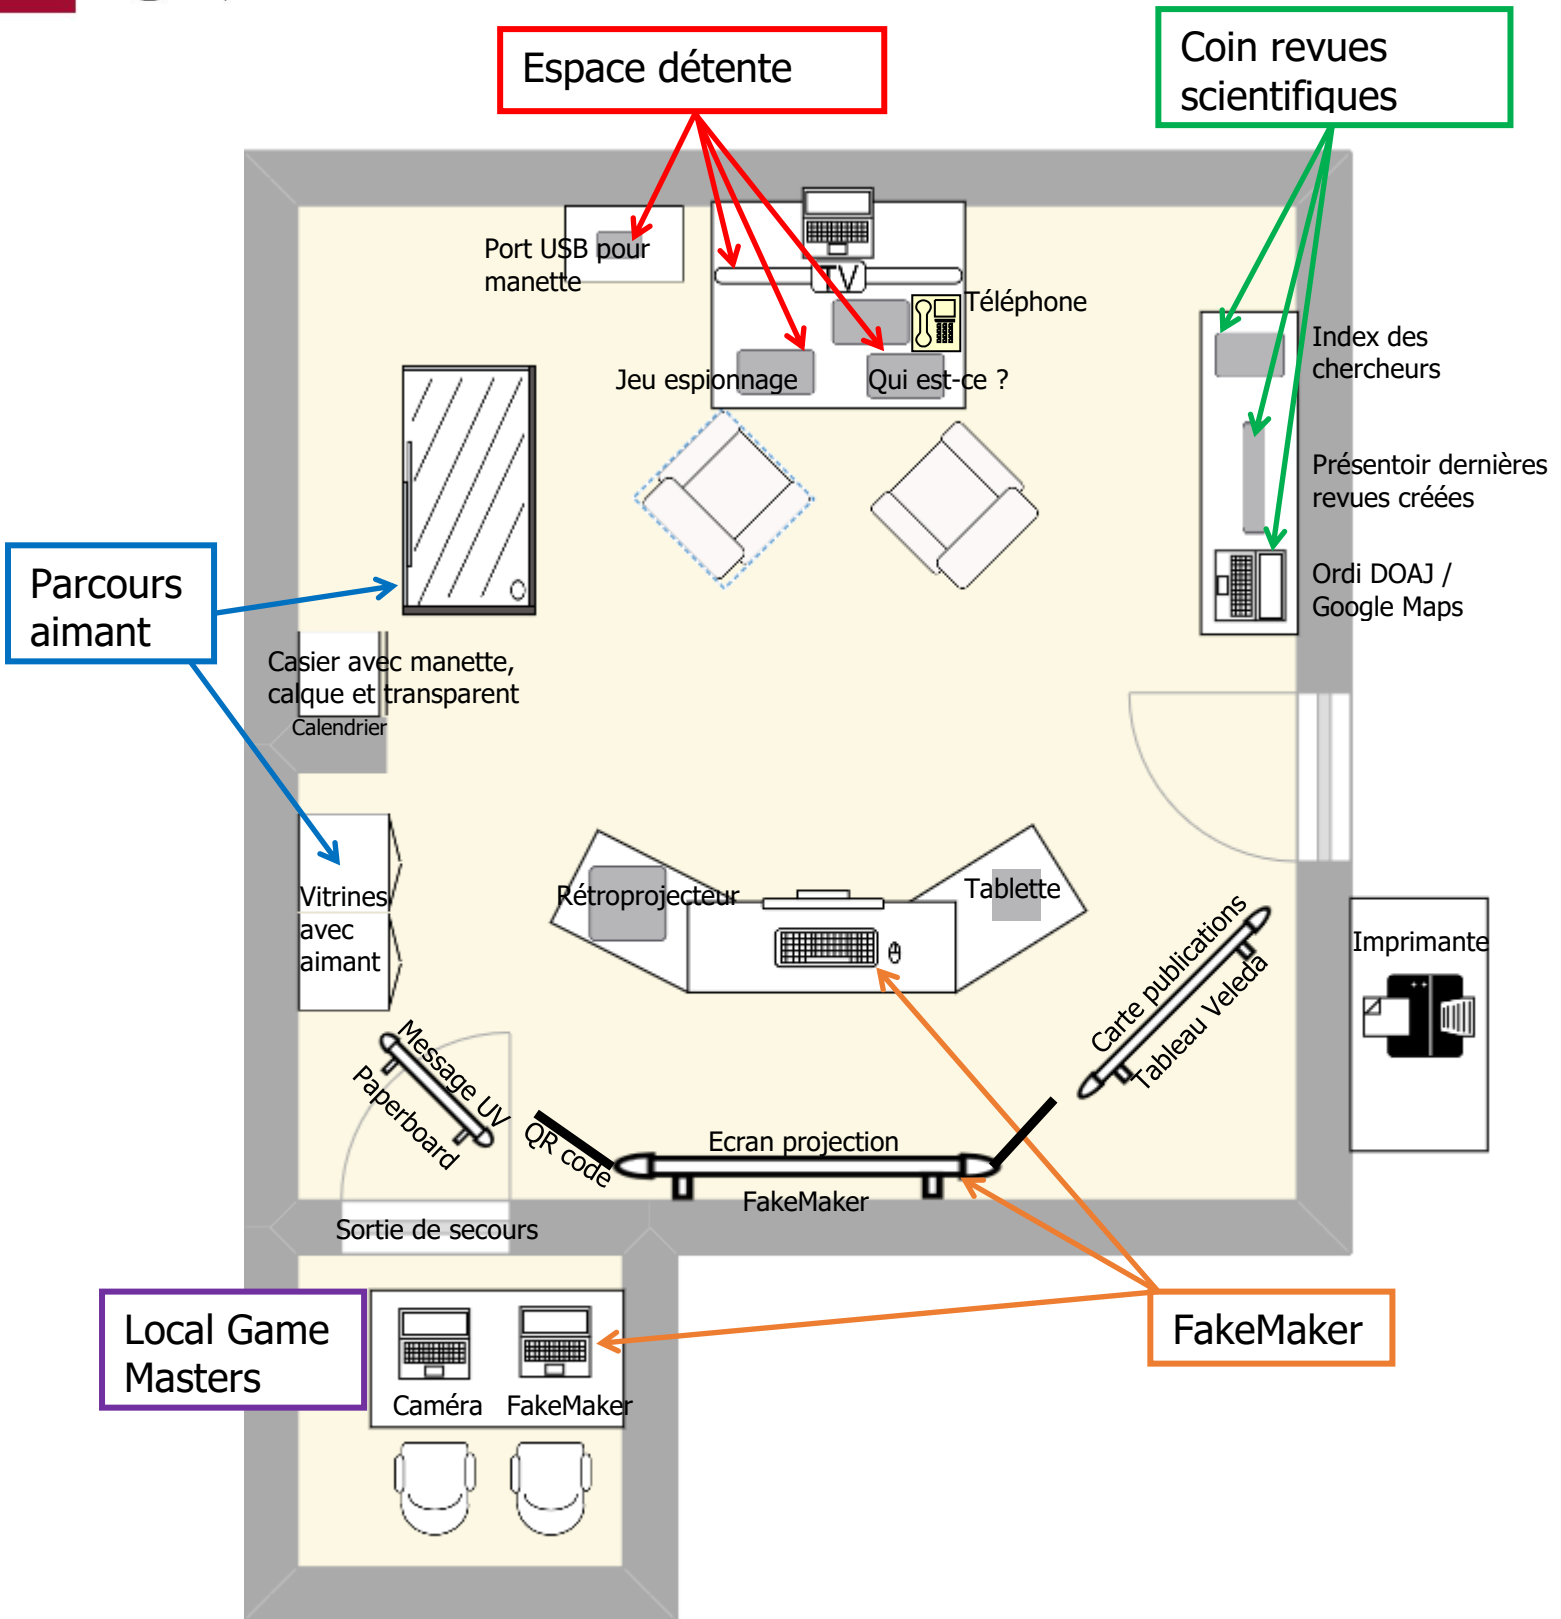 Espace détente
Coin revues
scientifiques
Port USB pour
manette
TV
Téléphone
Jeu espionnage
Qui est-ce ?
Index des
chercheurs
Présentoir dernières
revues créées
Ordi DOAJ /
Google Maps
Parcours
aimant
Casier avec manette,
calque et transparent
Calendrier
Vitrines
avec
aimant
Rétroprojecteur
Tablette
Carte publications
Tableau Veleda
Imprimante
Message UV
Paperboard
QR code
Ecran projection
FakeMaker
Sortie de secours
Local Game
Masters
Caméra
FakeMaker
FakeMaker